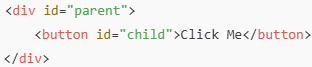 <div id="parent">
    <button id="child">Click Me</button>
</div>